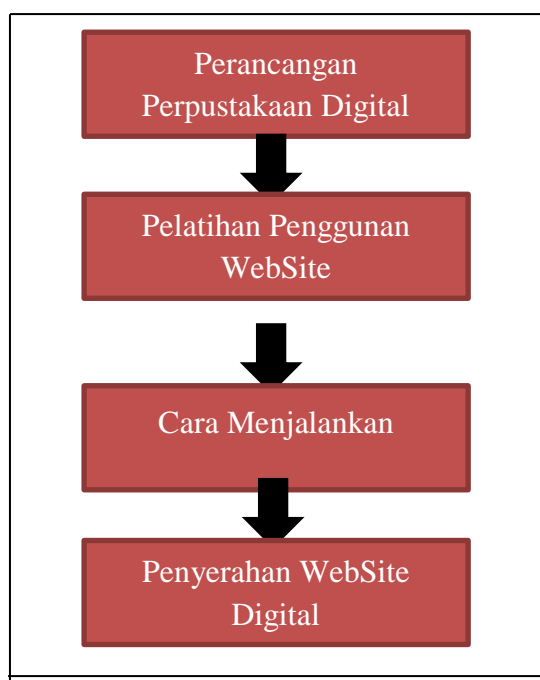 Perancangan
Perpustakaan Digital
Pelatihan Penggunan
WebSite
Cara Menjalankan
Penyerahan WebSite
Digital